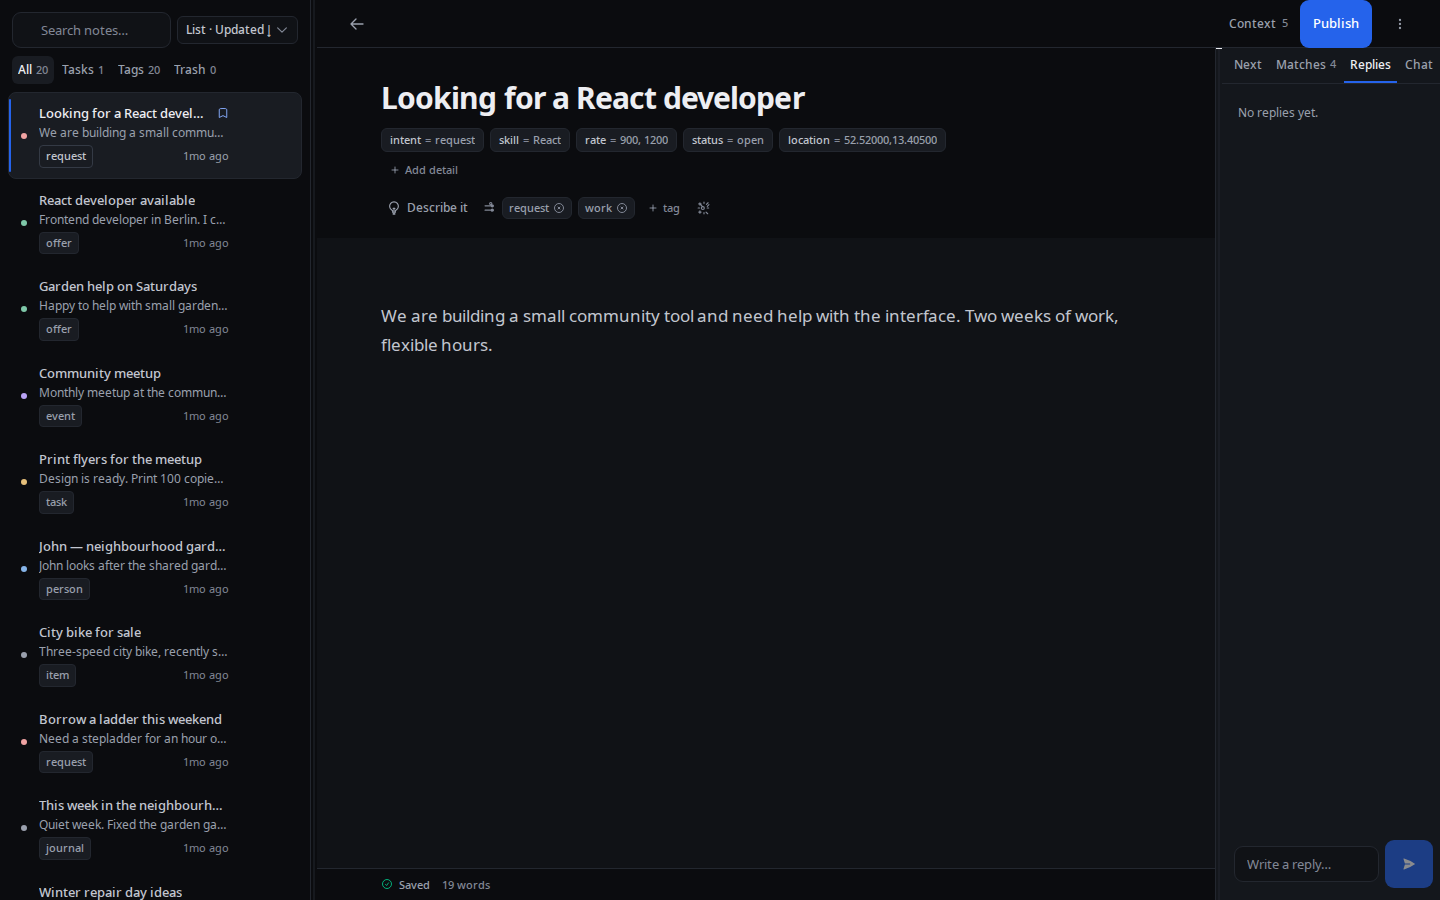 Search notes...
List · Updated ↓
All 20
Tasks 1
Tags 20
Trash 0
Looking for a React devel...
We are building a small commu...
request
1mo ago
React developer available
Frontend developer in Berlin. I c...
offer
1mo ago
Garden help on Saturdays
Happy to help with small garden...
offer
1mo ago
Community meetup
Monthly meetup at the commun...
event
1mo ago
Print flyers for the meetup
Design is ready. Print 100 copie...
task
1mo ago
John — neighbourhood gard...
John looks after the shared gard...
person
1mo ago
City bike for sale
Three-speed city bike, recently s...
item
1mo ago
Borrow a ladder this weekend
Need a stepladder for an hour o...
request
1mo ago
This week in the neighbourh...
Quiet week. Fixed the garden ga...
journal
1mo ago
Winter repair day ideas
Context 5
Publish
Looking for a React developer
intent = request
skill = React
rate = 900, 1200
status = open
location = 52.52000,13.40500
+ Add detail
Describe it
request
work
+ tag
We are building a small community tool and need help with the interface. Two weeks of work,
flexible hours.
Saved
19 words
Next
Matches 4
Replies
Chat
No replies yet.
Write a reply...